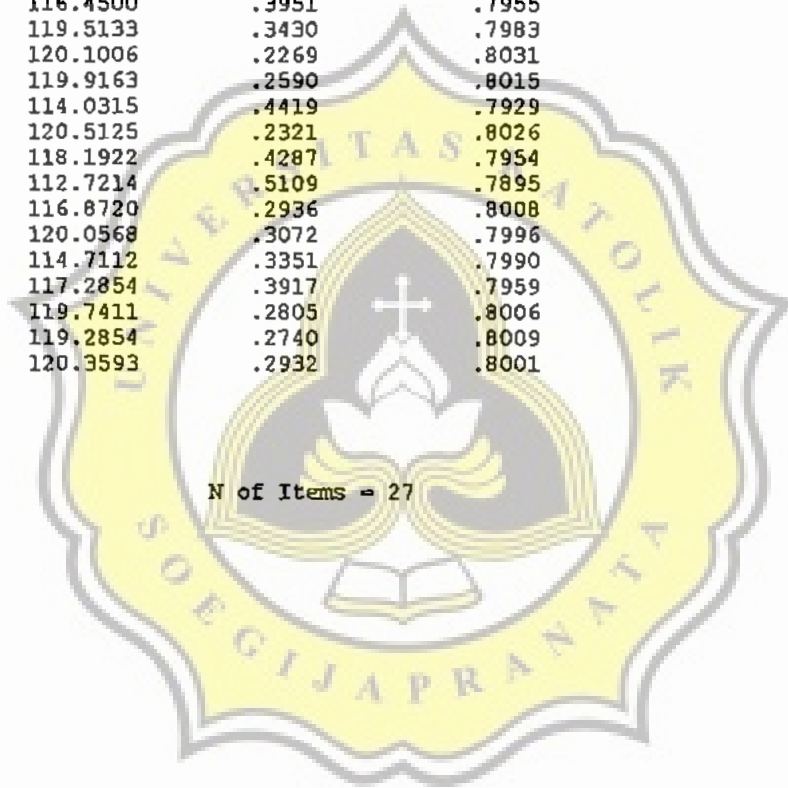 116.4500 .3951 .7955
119.5133 .3430 .7983
120.1006 .2269 .8031
119.9163 .2590 .8015
114.0315 .4419 .7929
120.5125 .2321 .8026
118.1922 .4287 .7954
112.7214 .5109 .7895
116.8720 .2936 .8008
120.0568 .3072 .7996
114.7112 .3351 .7990
117.2854 .3917 .7959
119.7411 .2805 .8006
119.2854 .2740 .8009
120.3593 .2932 .8001
N of Items = 27
UNIVERSITAS KATOLIK
SOEGIJAPRANATA